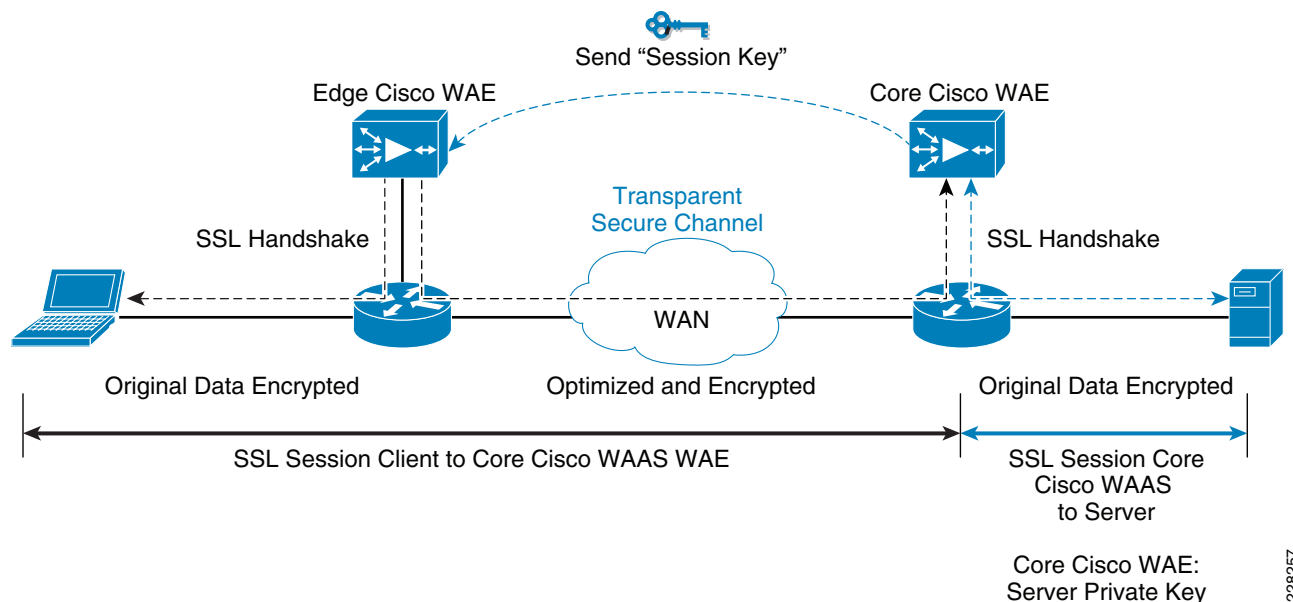 Send “Session Key”
Edge Cisco WAE
Core Cisco WAE
Transparent
Secure Channel
SSL Handshake
SSL Handshake
WAN
Original Data Encrypted
Optimized and Encrypted
Original Data Encrypted
SSL Session Client to Core Cisco WAAS WAE
SSL Session Core
Cisco WAAS
to Server
Core Cisco WAE:
Server Private Key
228257